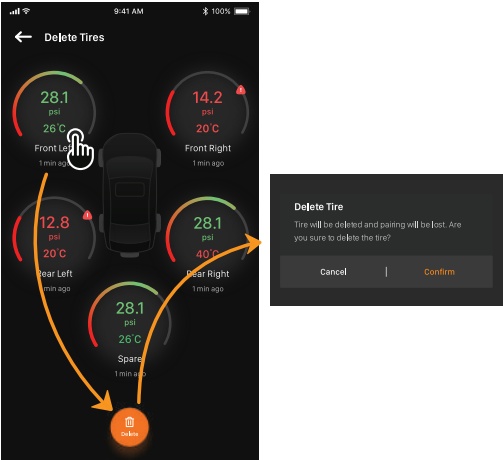 9:41 AM
100%
Delete Tires
28.1
psi
26°C
Front Left
1 min ago
14.2
psi
20°C
Front Right
1 min ago
12.8
psi
20°C
Rear Left
1 min ago
28.1
psi
40°C
Rear Right
1 min ago
28.1
psi
26°C
Spare
1 min ago
Delete
Delete Tire
Tire will be deleted and pairing will be lost. Are
you sure to delete the tire?
Cancel | Confirm